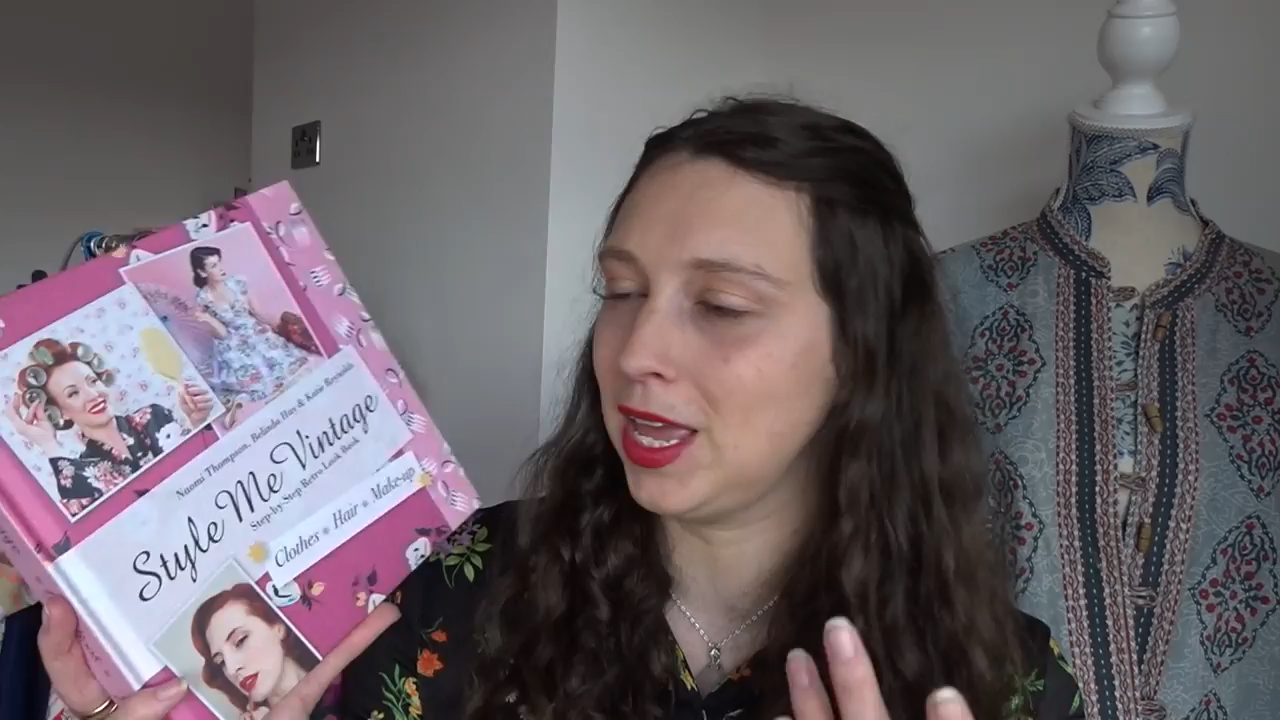 Naomi Thompson, Belinda Hay & Katie Reynolds
Style Me Vintage
Step-by-Step Retro Look Book
Clothes * Hair * Make-up